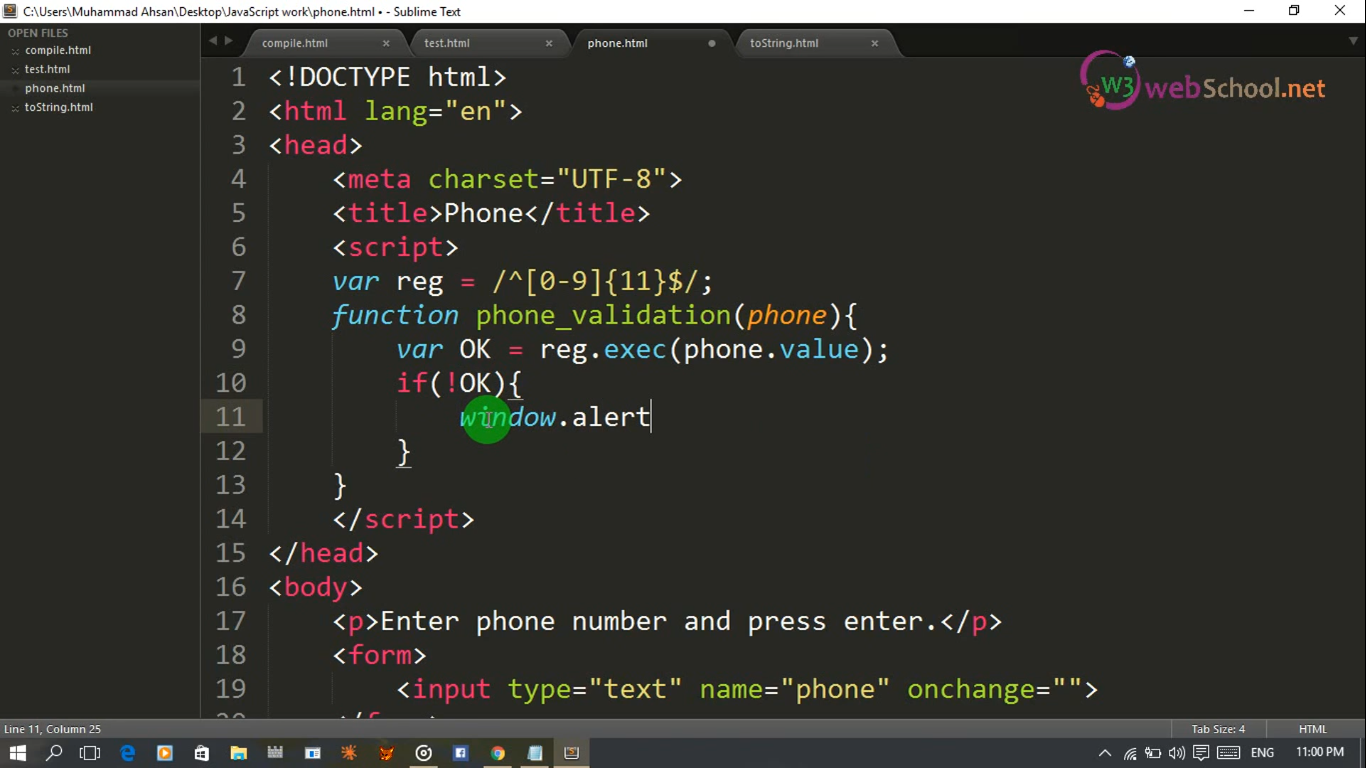 C:\Users\Muhammad Ahsan\Desktop\JavaScript work\phone.html • - Sublime Text
OPEN FILES
compile.html
test.html
phone.html
toString.html
compile.html × test.html × phone.html toString.html ×
W3 webSchool.net
1 <!DOCTYPE html>
2 <html lang="en">
3 <head>
4 <meta charset="UTF-8">
5 <title>Phone</title>
6 <script>
7 var reg = /^[0-9]{11}$/;
8 function phone_validation(phone){
9 var OK = reg.exec(phone.value);
10 if(!OK){
11 window.alert
12 }
13 }
14 </script>
15 </head>
16 <body>
17 <p>Enter phone number and press enter.</p>
18 <form>
19 <input type="text" name="phone" onchange="">
Line 11, Column 25
Tab Size: 4
HTML
ENG
11:00 PM